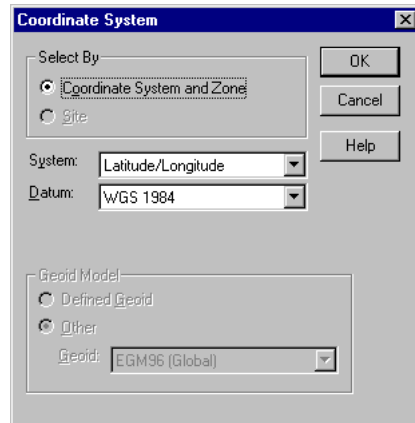 Coordinate System
Select By
Coordinate System and Zone
Site
OK
Cancel
Help
System: Latitude/Longitude
Datum: WGS 1984
Geoid Model
Defined Geoid
Other
Geoid: EGM96 (Global)